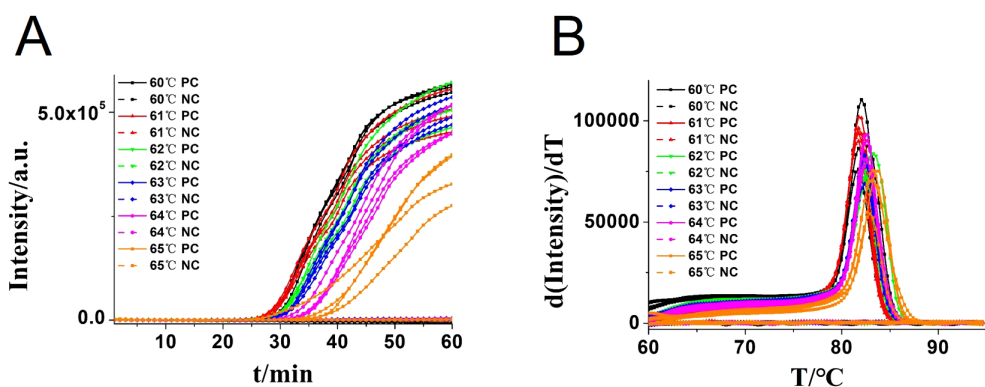 A
Intensity/a.u.
5.0x10⁵
0.0
60℃ PC
60℃ NC
61℃ PC
61℃ NC
62℃ PC
62℃ NC
63℃ PC
63℃ NC
64℃ PC
64℃ NC
65℃ PC
65℃ NC
10 20 30 40 50 60
t/min
B
d(Intensity)/dT
100000
50000
0
60℃ PC
60℃ NC
61℃ PC
61℃ NC
62℃ PC
62℃ NC
63℃ PC
63℃ NC
64℃ PC
64℃ NC
65℃ PC
65℃ NC
60 70 80 90
T/°C